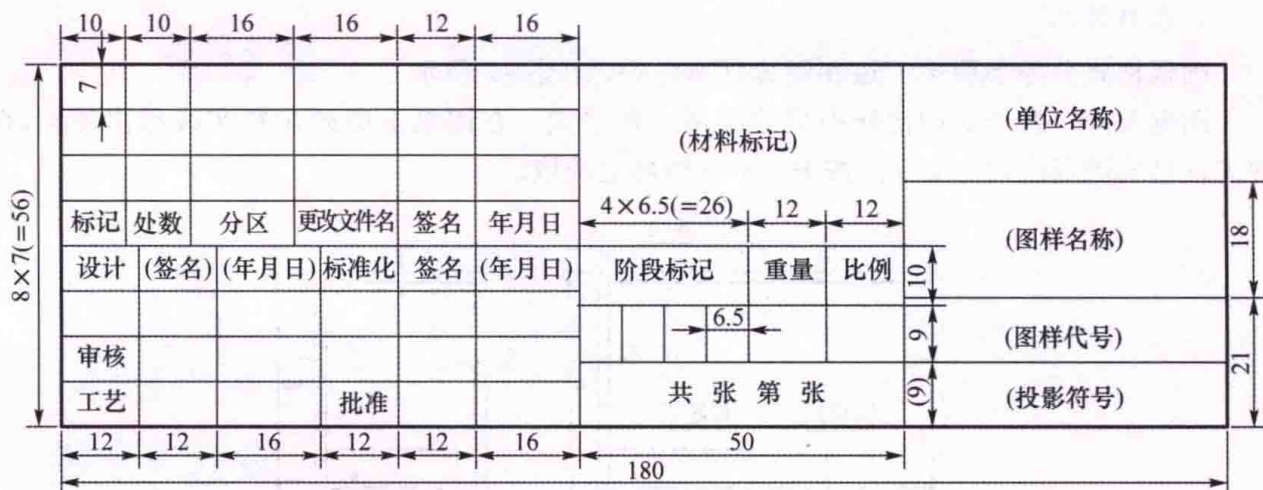 10 10 16 16 12 16
7
(材料标记)
(单位名称)
8×7(=56)
标记 处数 分区 更改文件名 签名 年月日
4×6.5(=26) 12 12
(图样名称)
18
设计 (签名) (年月日) 标准化 签名 (年月日)
阶段标记 重量 比例
10
6.5
9
(图样代号)
21
审核
工艺 批准
共 张 第 张
(9)
(投影符号)
12 12 16 12 12 16 50
180